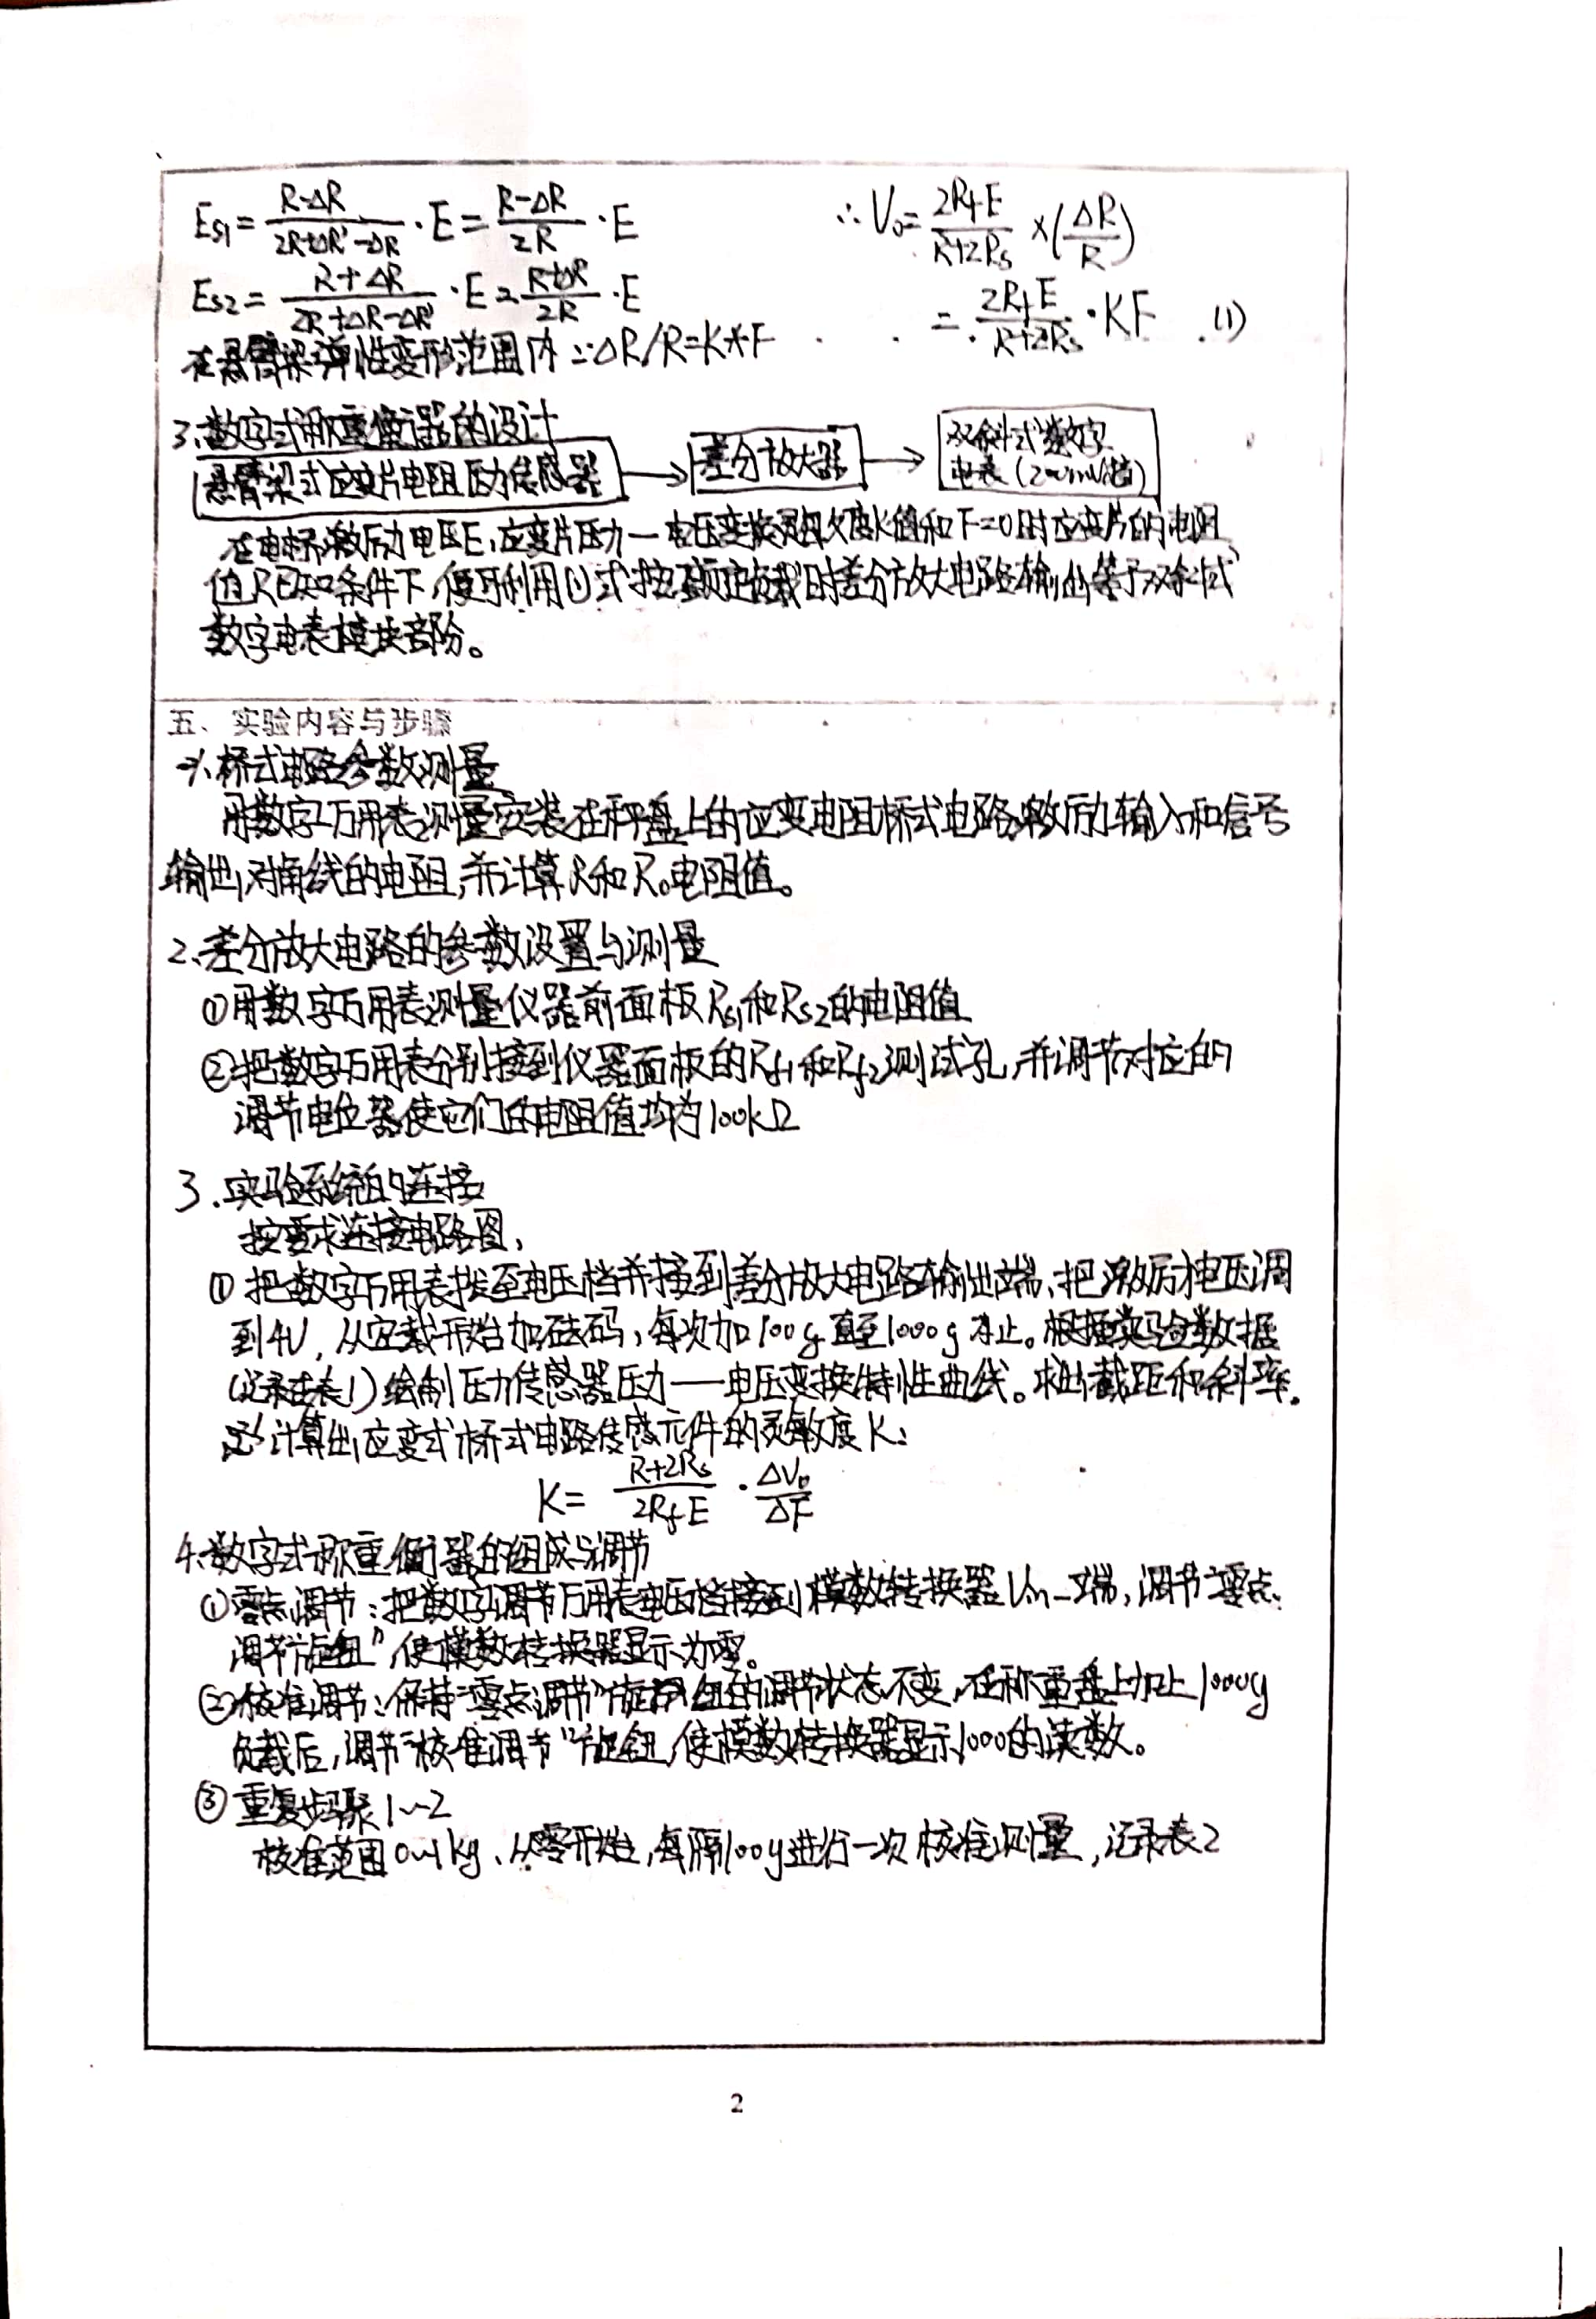 Es1 = (R-ΔR)/(2R+ΔR'-ΔR) · E = (R-ΔR)/(2R) · E
∴ V₀ = (2RfE)/(R+2Rs) × (ΔR/R)
Es2 = (R+ΔR)/(2R+ΔR-ΔR') · E = (R+ΔR)/(2R) · E
= (2RfE)/(R+2Rs) · KF (1)
在悬臂梁弹性变形范围内 ∵ΔR/R=K*F
3、数字式称重衡器的设计
悬臂梁式应变片电阻压力传感器 → 差分放大器 → 双斜式数字
电表(200mV档)
在电桥激励电压E,应变片压力—电压变换灵敏度K值和F=0时应变片的电阻
值R已知条件下,便可利用(1)式按额定荷载时差分放大电路输出等于双斜式
数字电表模块部分。
五、实验内容与步骤
1、桥式电路参数测量
用数字万用表测量安装在秤盘上的应变电阻桥式电路激励输入和信号
输出对角线的电阻,并计算R和R₀电阻值。
2、差分放大电路的参数设置与测量
①用数字万用表测量仪器前面板Rs1和Rs2的电阻值
②把数字万用表分别接到仪器面板的Rf1和Rf2测试孔,并调节对应的
调节电位器使它们的电阻值均为100kΩ
3.实验系统的连接
按要求连接电路图,
① 把数字万用表拨至电压档并接到差分放大电路输出端、把激励电压调
到4V,从空载开始加砝码,每次加100g直至1000g为止。根据实验数据
(记录在表1)绘制压力传感器压力——电压变换特性曲线。求出截距和斜率.
计算出应变式桥式电路传感元件的灵敏度K:
K= (R+2Rs)/(2RfE) · ΔV₀/ΔF
4、数字式称重衡器的组成与调节
①零点调节:把数字调节万用表电压档接到模数转换器Vin-端,调节"零点
调节旋钮",使模数转换器显示为零。
②校准调节:保持"零点调节"旋钮的调节状态不变,在称重盘上加上1000g
负载后,调节"校准调节"旋钮,使模数转换器显示1000的读数。
③重复步骤1~2
校准范围0~1kg、从零开始,每隔100g进行一次校准测量,记录表2
2